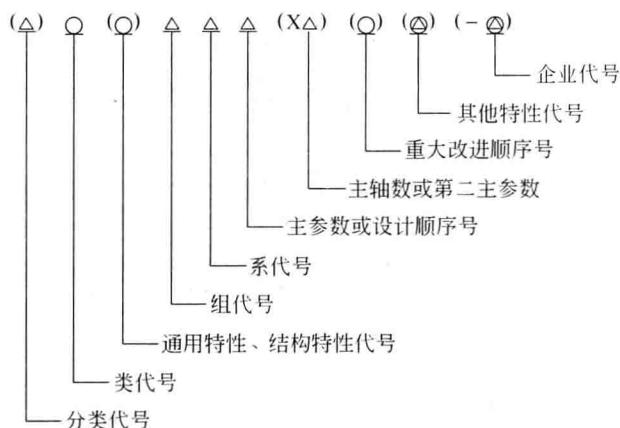 (△) ○ (○) △ △ △ (X△) (○) (◎) (-◎)
企业代号
其他特性代号
重大改进顺序号
主轴数或第二主参数
主参数或设计顺序号
系代号
组代号
通用特性、结构特性代号
类代号
分类代号